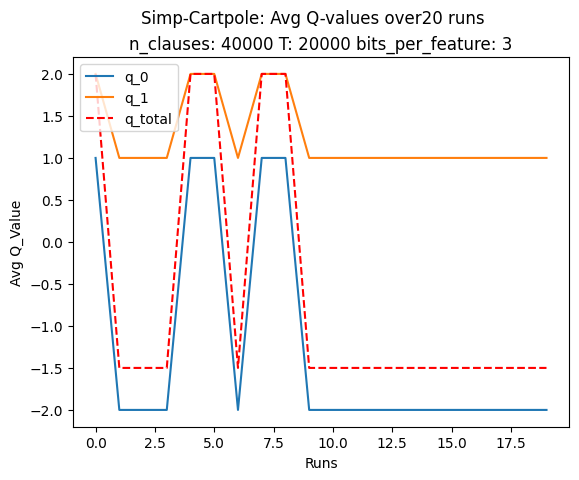 Simp-Cartpole: Avg Q-values over20 runs
n_clauses: 40000 T: 20000 bits_per_feature: 3
q_0
q_1
q_total
2.0
1.5
1.0
0.5
0.0
−0.5
−1.0
−1.5
−2.0
Avg Q_Value
0.0 2.5 5.0 7.5 10.0 12.5 15.0 17.5
Runs